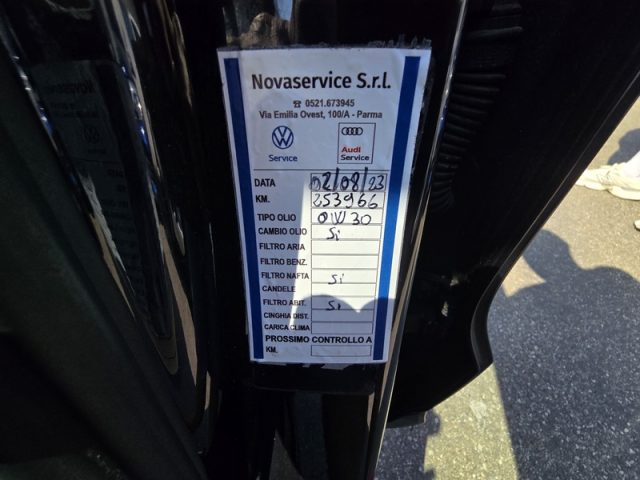 Novaservice S.r.l.
☎ 0521.673945
Via Emilia Ovest, 100/A - Parma
Service
Audi
Service
DATA 02/08/23
KM. 253966
TIPO OLIO 0W30
CAMBIO OLIO Si
FILTRO ARIA
FILTRO BENZ.
FILTRO NAFTA Si
CANDELE
FILTRO ABIT. Si
CINGHIA DIST.
CARICA CLIMA
PROSSIMO CONTROLLO A
KM.